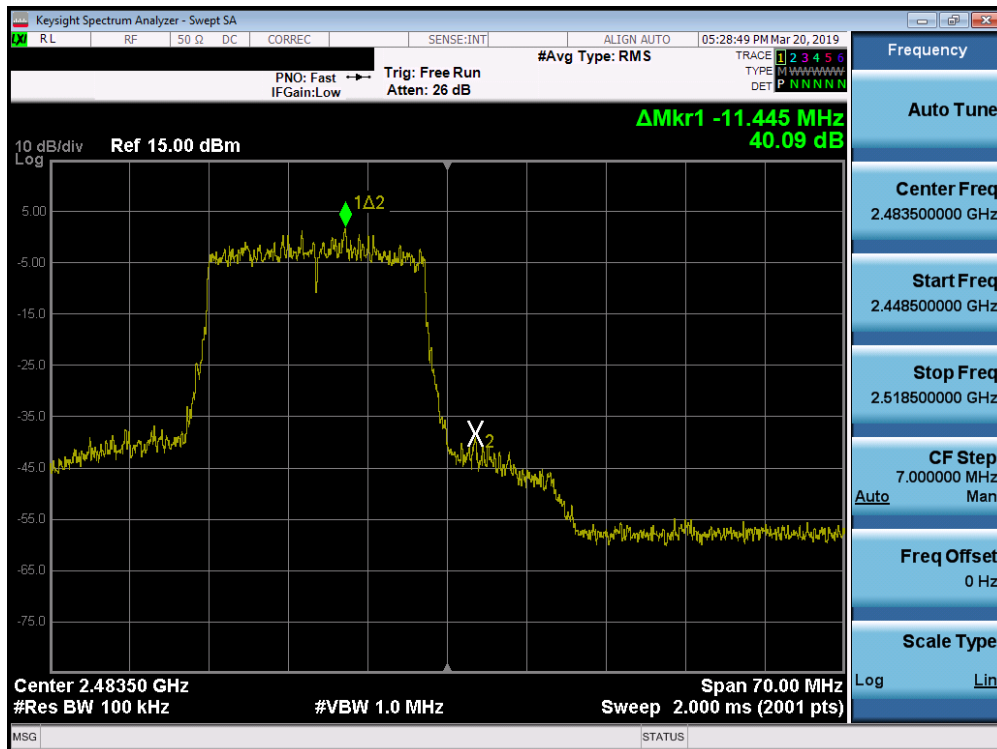 Keysight Spectrum Analyzer - Swept SA
LXI RL RF 50 Ω DC CORREC SENSE:INT ALIGN AUTO 05:28:49 PM Mar 20, 2019
#Avg Type: RMS
TRACE 1 2 3 4 5 6
TYPE M WWWWW
DET P N N N N N
PNO: Fast
IFGain:Low
Trig: Free Run
Atten: 26 dB
ΔMkr1 -11.445 MHz
40.09 dB
10 dB/div Ref 15.00 dBm
Log
1Δ2
5.00
-5.00
-15.0
-25.0
-35.0
2
-45.0
-55.0
-65.0
-75.0
Center 2.48350 GHz Span 70.00 MHz
#Res BW 100 kHz #VBW 1.0 MHz Sweep 2.000 ms (2001 pts)
MSG STATUS
Frequency
Auto Tune
Center Freq
2.483500000 GHz
Start Freq
2.448500000 GHz
Stop Freq
2.518500000 GHz
CF Step
7.000000 MHz
Auto Man
Freq Offset
0 Hz
Scale Type
Log Lin